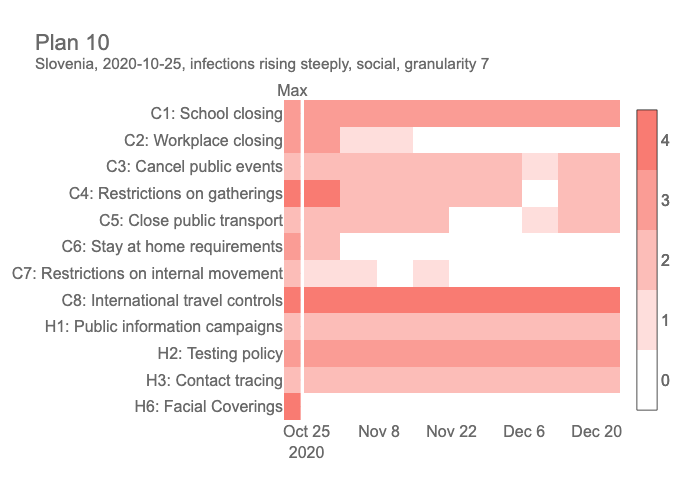 Plan 10
Slovenia, 2020-10-25, infections rising steeply, social, granularity 7
Max
C1: School closing
C2: Workplace closing
C3: Cancel public events
C4: Restrictions on gatherings
C5: Close public transport
C6: Stay at home requirements
C7: Restrictions on internal movement
C8: International travel controls
H1: Public information campaigns
H2: Testing policy
H3: Contact tracing
H6: Facial Coverings
Oct 25 Nov 8 Nov 22 Dec 6 Dec 20
2020
4
3
2
1
0